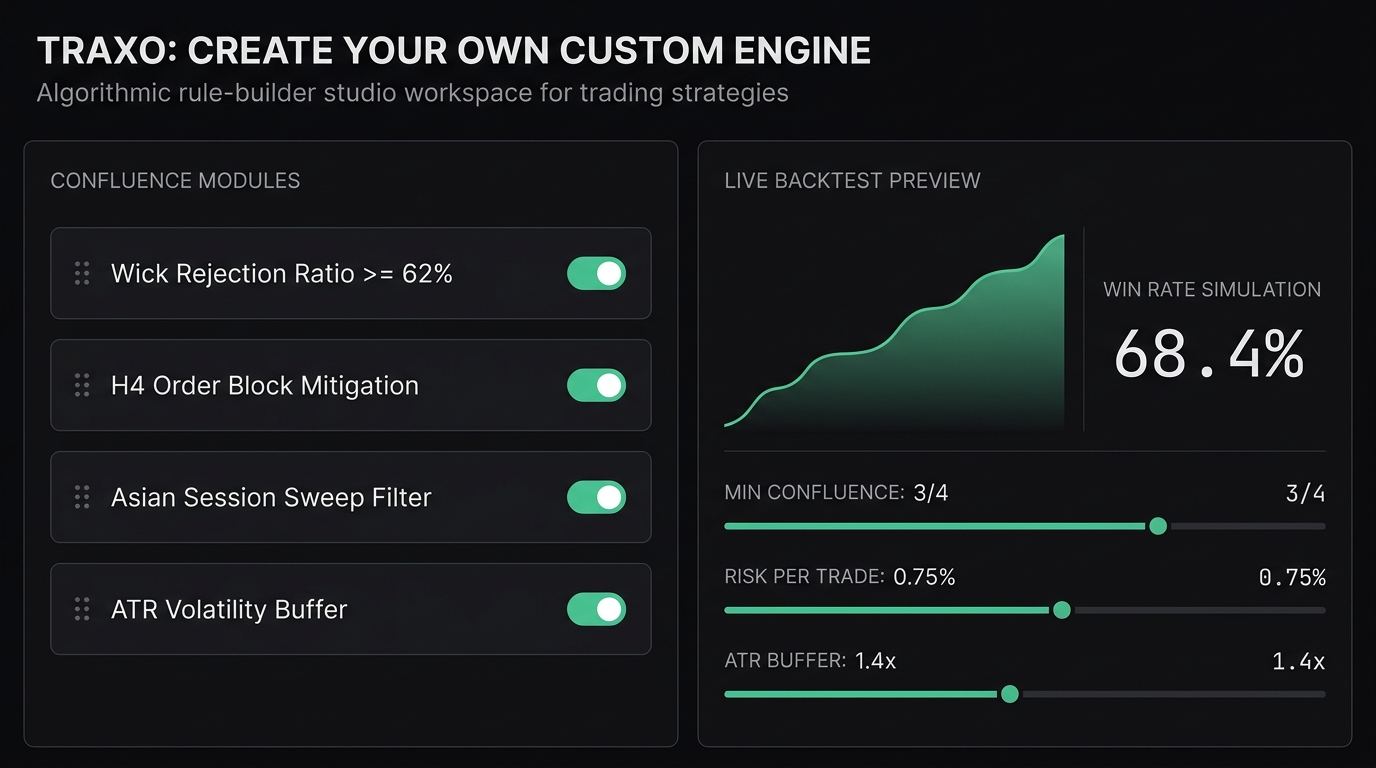 TRAXO: CREATE YOUR OWN CUSTOM ENGINE
Algorithmic rule-builder studio workspace for trading strategies
CONFLUENCE MODULES
Wick Rejection Ratio >= 62%
H4 Order Block Mitigation
Asian Session Sweep Filter
ATR Volatility Buffer
LIVE BACKTEST PREVIEW
WIN RATE SIMULATION
68.4%
MIN CONFLUENCE: 3/4 3/4
RISK PER TRADE: 0.75% 0.75%
ATR BUFFER: 1.4x 1.4x